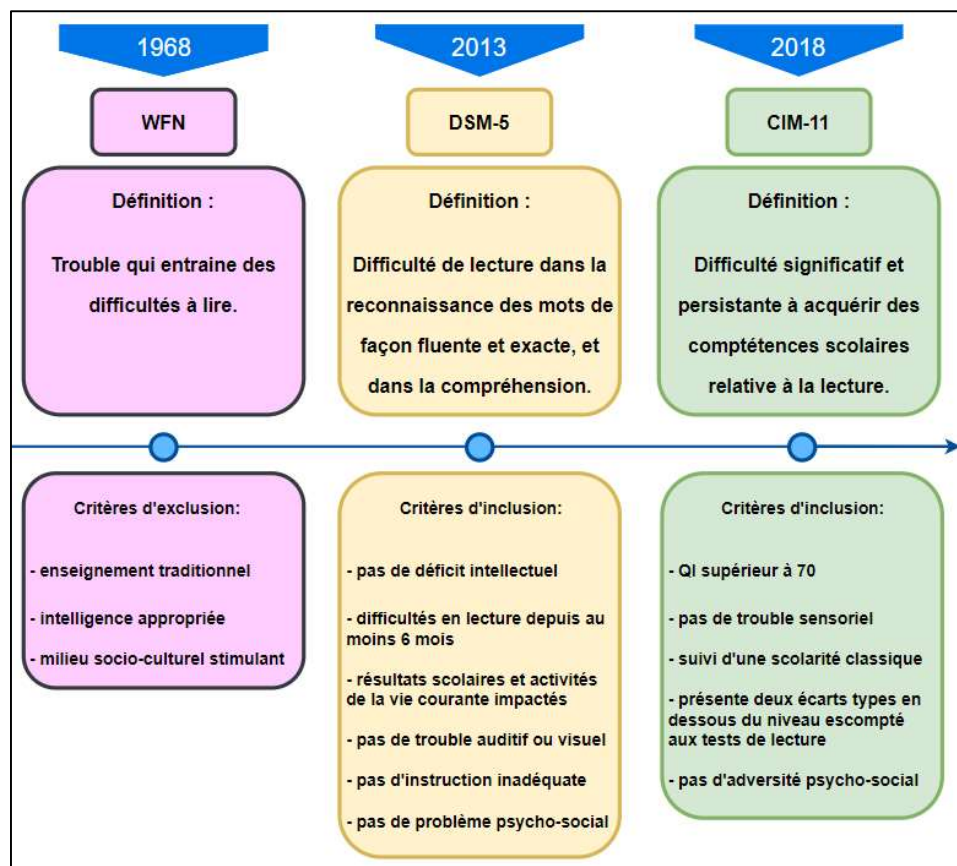 1968
2013
2018
WFN
DSM-5
CIM-11
Définition :
Trouble qui entraine des
difficultés à lire.
Définition :
Difficulté de lecture dans la
reconnaissance des mots de
façon fluente et exacte, et
dans la compréhension.
Définition :
Difficulté significatif et
persistante à acquérir des
comptétences scolaires
relative à la lecture.
Critères d'exclusion:
- enseignement traditionnel
- intelligence appropriée
- milieu socio-culturel stimulant
Critères d'inclusion:
- pas de déficit intellectuel
- difficultés en lecture depuis au
moins 6 mois
- résultats scolaires et activités
de la vie courante impactés
- pas de trouble auditif ou visuel
- pas d'instruction inadéquate
- pas de problème psycho-social
Critères d'inclusion:
- QI supérieur à 70
- pas de trouble sensoriel
- suivi d'une scolarité classique
- présente deux écarts types en
dessous du niveau escompté
aux tests de lecture
- pas d'adversité psycho-social